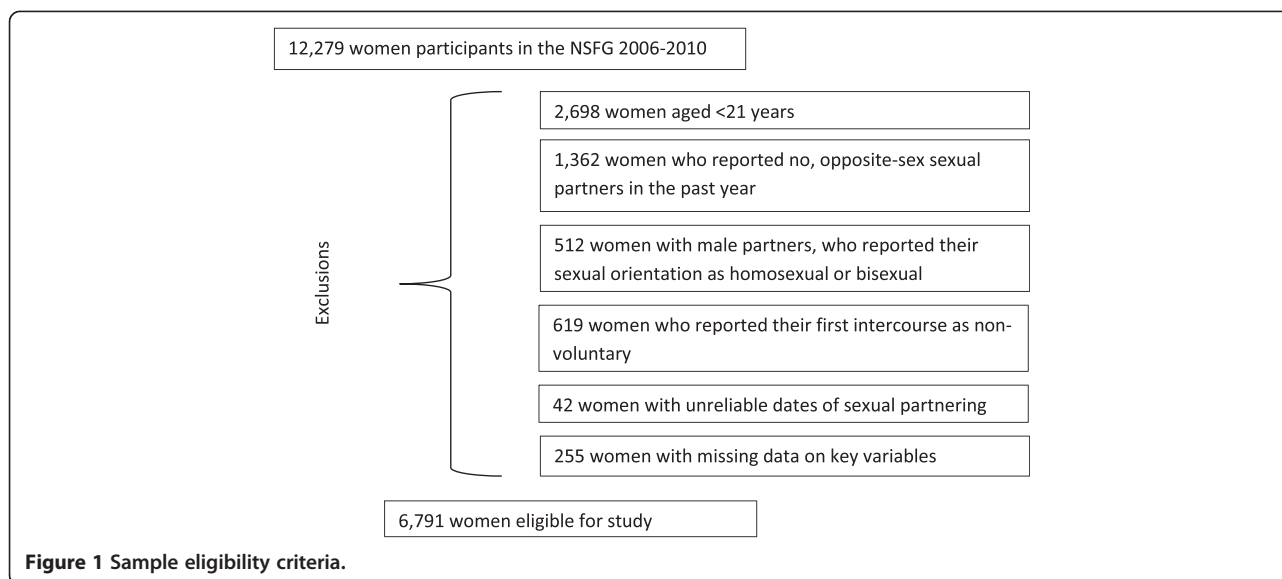 12,279 women participants in the NSFG 2006-2010
2,698 women aged <21 years
1,362 women who reported no, opposite-sex sexual
partners in the past year
512 women with male partners, who reported their
sexual orientation as homosexual or bisexual
Exclusions
619 women who reported their first intercourse as non-
voluntary
42 women with unreliable dates of sexual partnering
255 women with missing data on key variables
6,791 women eligible for study
Figure 1 Sample eligibility criteria.